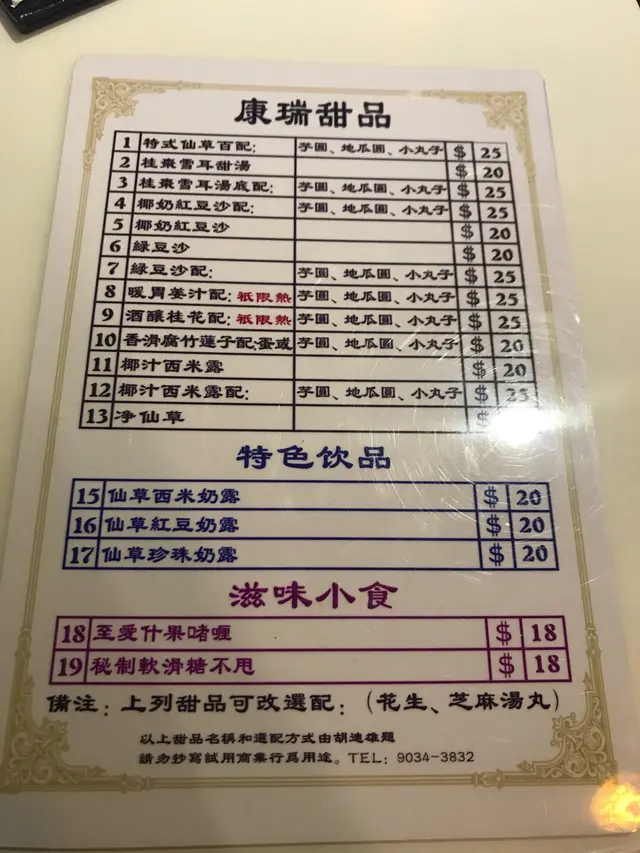 康瑞甜品
1 特式仙草百配: 芋圓、地瓜圓、小丸子 $ 25
2 桂棗雪耳甜湯 $ 20
3 桂棗雪耳湯底配: 芋圓、地瓜圓、小丸子 $ 25
4 椰奶紅豆沙配: 芋圓、地瓜圓、小丸子 $ 25
5 椰奶紅豆沙 $ 20
6 綠豆沙 $ 20
7 綠豆沙配: 芋圓、地瓜圓、小丸子 $ 25
8 暖胃姜汁配: 祇限熱 芋圓、地瓜圓、小丸子 $ 25
9 酒釀桂花配: 祇限熱 芋圓、地瓜圓、小丸子 $ 25
10 香滑腐竹蓮子配:蛋或 芋圓、地瓜圓、小丸子 $ 20
11 椰汁西米露 $ 20
12 椰汁西米露配: 芋圓、地瓜圓、小丸子 $ 25
13 净仙草 $
特色饮品
15 仙草西米奶露 $ 20
16 仙草紅豆奶露 $ 20
17 仙草珍珠奶露 $ 20
滋味小食
18 至愛什果啫喱 $ 18
19 秘制軟滑糖不甩 $ 18
備注：上列甜品可改選配：（花生、芝麻湯丸）
以上甜品名稱和選配方式由胡連雄題
請勿抄寫試用商業行爲用途。TEL：9034-3832